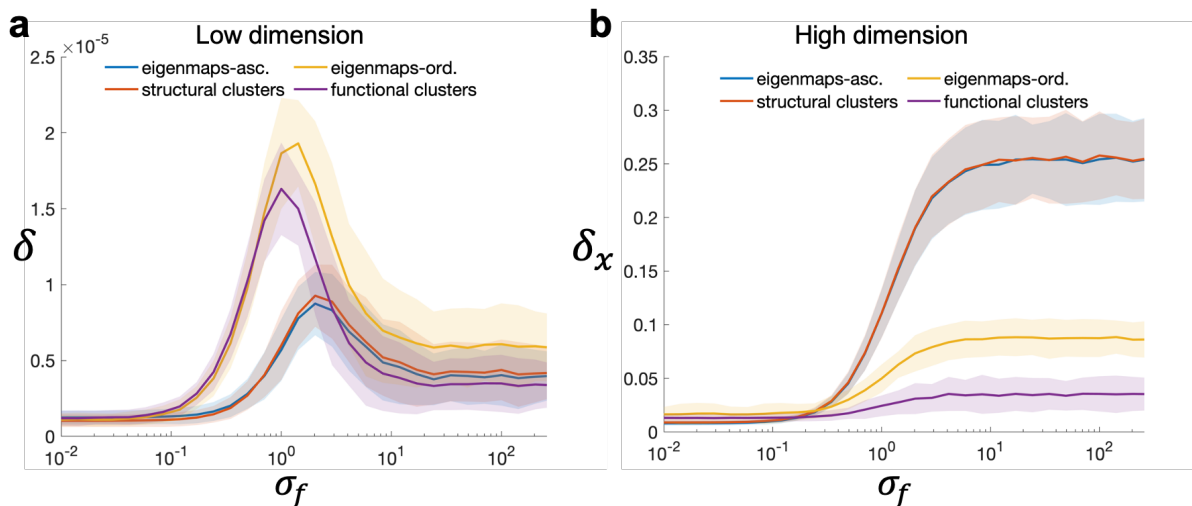 a
Low dimension
×10⁻⁵
2.5
2
1.5
1
0.5
0
δ
eigenmaps-asc.
eigenmaps-ord.
structural clusters
functional clusters
10⁻²
10⁻¹
10⁰
10¹
10²
σ_f
b
High dimension
0.35
0.3
0.25
0.2
0.15
0.1
0.05
0
δ_x
eigenmaps-asc.
eigenmaps-ord.
structural clusters
functional clusters
10⁻²
10⁻¹
10⁰
10¹
10²
σ_f